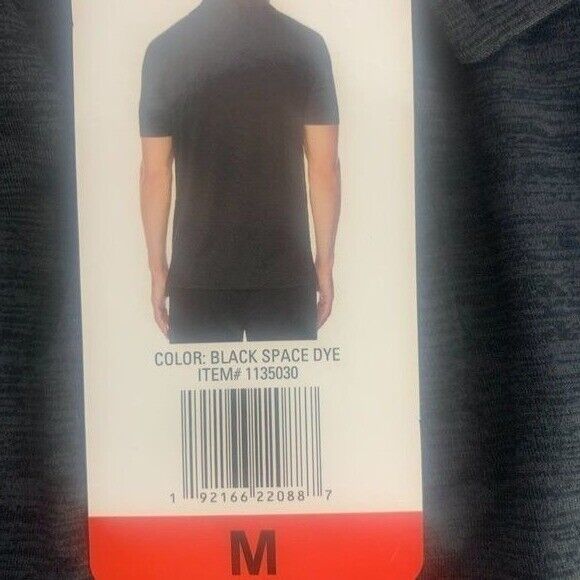 COLOR: BLACK SPACE DYE
ITEM# 1135030
1 92166 22088 7
M